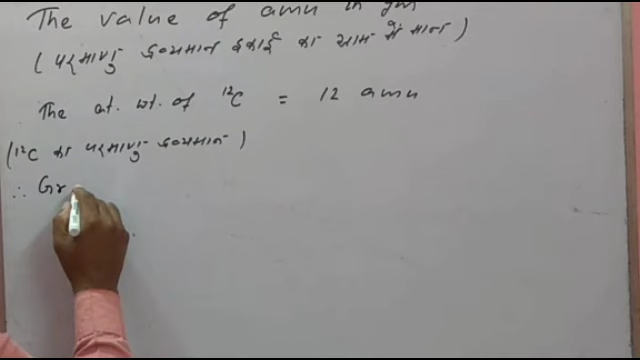 The value of amu in gm
(परमाणु द्रव्यमान इकाई का ग्राम में मान)
The at. wt. of ¹²C = 12 amu
(¹²C का परमाणु द्रव्यमान)
∴ Gr